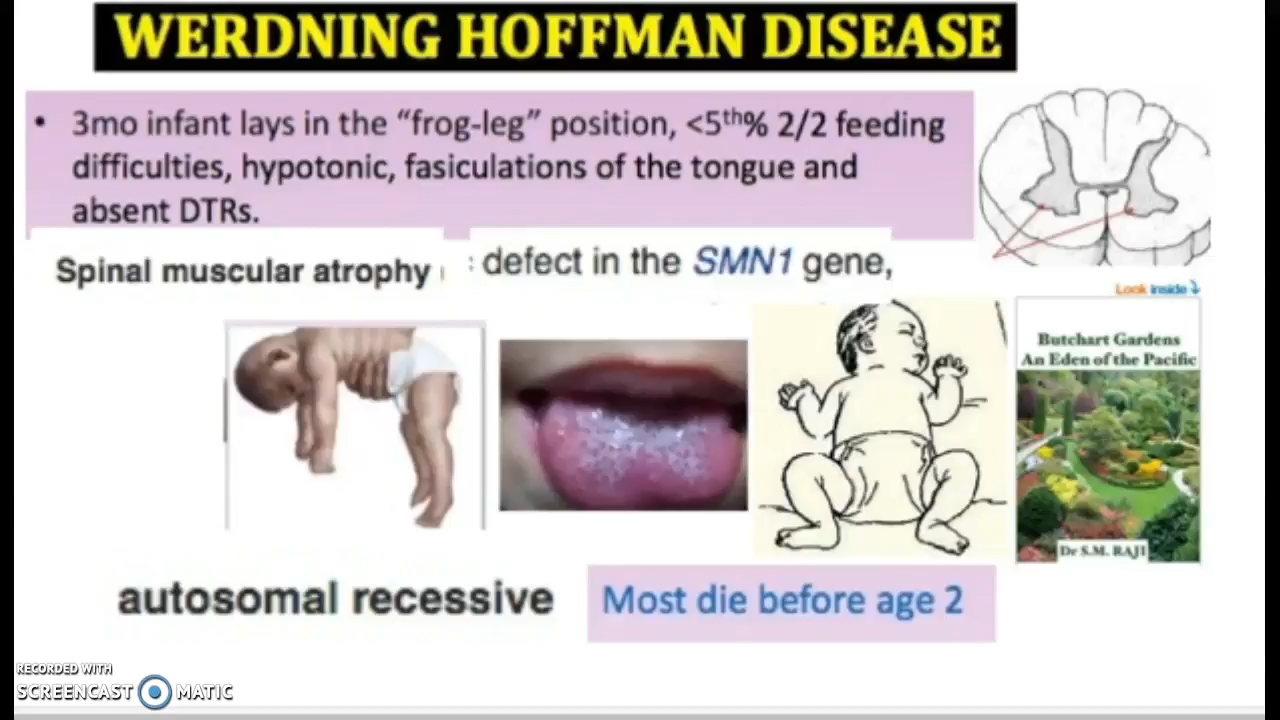 WERDNING HOFFMAN DISEASE
• 3mo infant lays in the “frog-leg” position, <5th% 2/2 feeding
difficulties, hypotonic, fasiculations of the tongue and
absent DTRs.
Spinal muscular atrophy
: defect in the SMN1 gene,
Look inside
Butchart Gardens
An Eden of the Pacific
Dr S.M. RAJI
autosomal recessive
Most die before age 2
RECORDED WITH
SCREENCAST MATIC